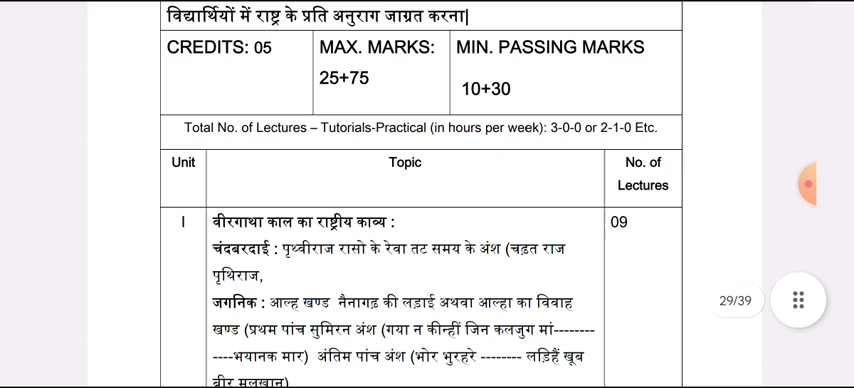 विद्यार्थियों में राष्ट्र के प्रति अनुराग जाग्रत करना|
CREDITS: 05 MAX. MARKS: 25+75 MIN. PASSING MARKS 10+30
Total No. of Lectures – Tutorials-Practical (in hours per week): 3-0-0 or 2-1-0 Etc.
Unit Topic No. of Lectures
I वीरगाथा काल का राष्ट्रीय काव्य : 09
चंदबरदाई : पृथ्वीराज रासो के रेवा तट समय के अंश (चढ़त राज
पृथिराज,
जगनिक : आल्ह खण्ड नैनागढ़ की लड़ाई अथवा आल्हा का विवाह
खण्ड (प्रथम पांच सुमिरन अंश (गया न कीन्हीं जिन कलजुग मां--------
----भयानक मार) अंतिम पांच अंश (भोर भुरहरे -------- लड़िहैं खूब
बीर मलखान)
29/39